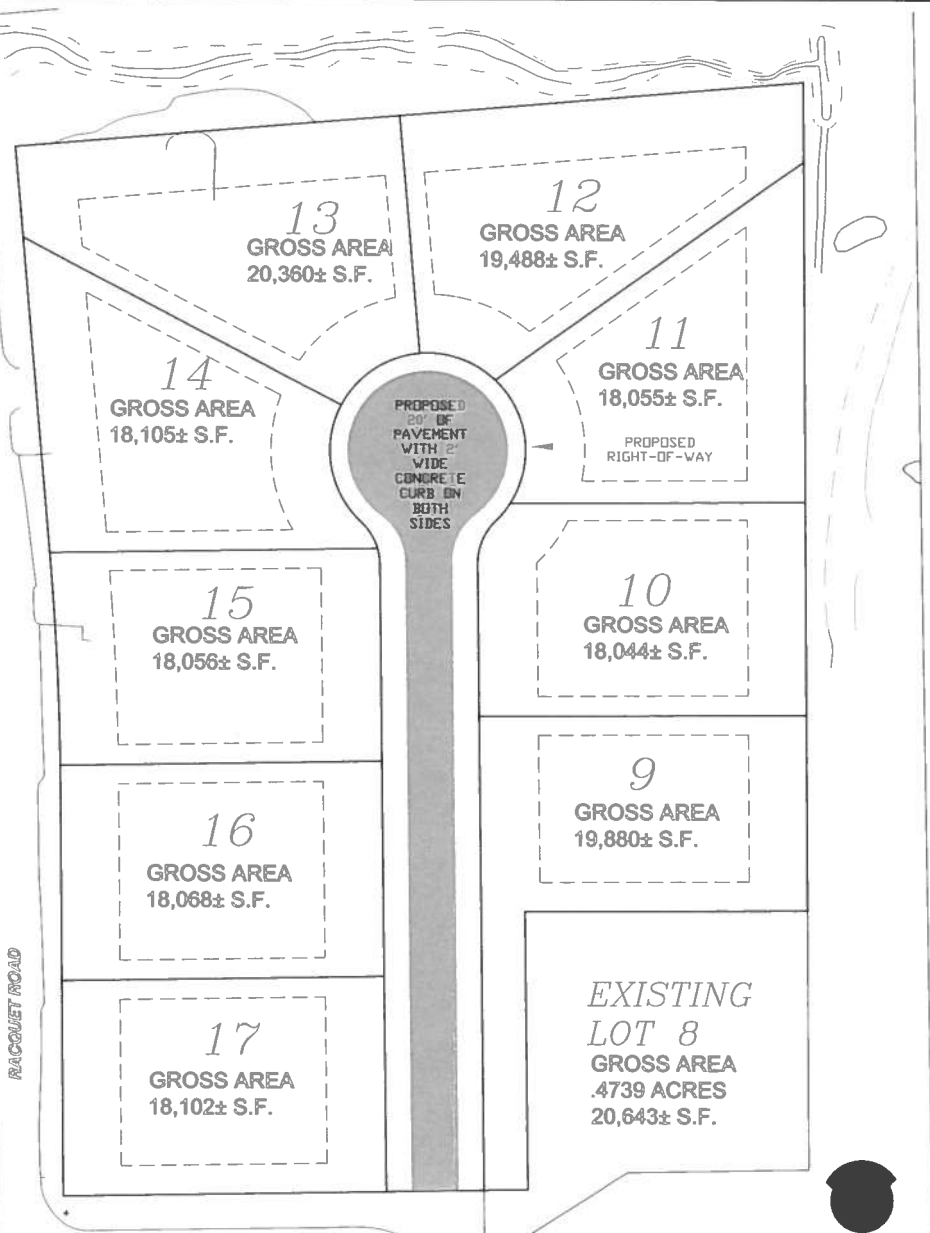 13
GROSS AREA
20,360± S.F.
12
GROSS AREA
19,488± S.F.
14
GROSS AREA
18,105± S.F.
PROPOSED
20' OF
PAVEMENT
WITH 2'
WIDE
CONCRETE
CURB ON
BOTH
SIDES
11
GROSS AREA
18,055± S.F.
PROPOSED
RIGHT-OF-WAY
15
GROSS AREA
18,056± S.F.
10
GROSS AREA
18,044± S.F.
16
GROSS AREA
18,068± S.F.
9
GROSS AREA
19,880± S.F.
RACQUET ROAD
17
GROSS AREA
18,102± S.F.
EXISTING
LOT 8
GROSS AREA
.4739 ACRES
20,643± S.F.